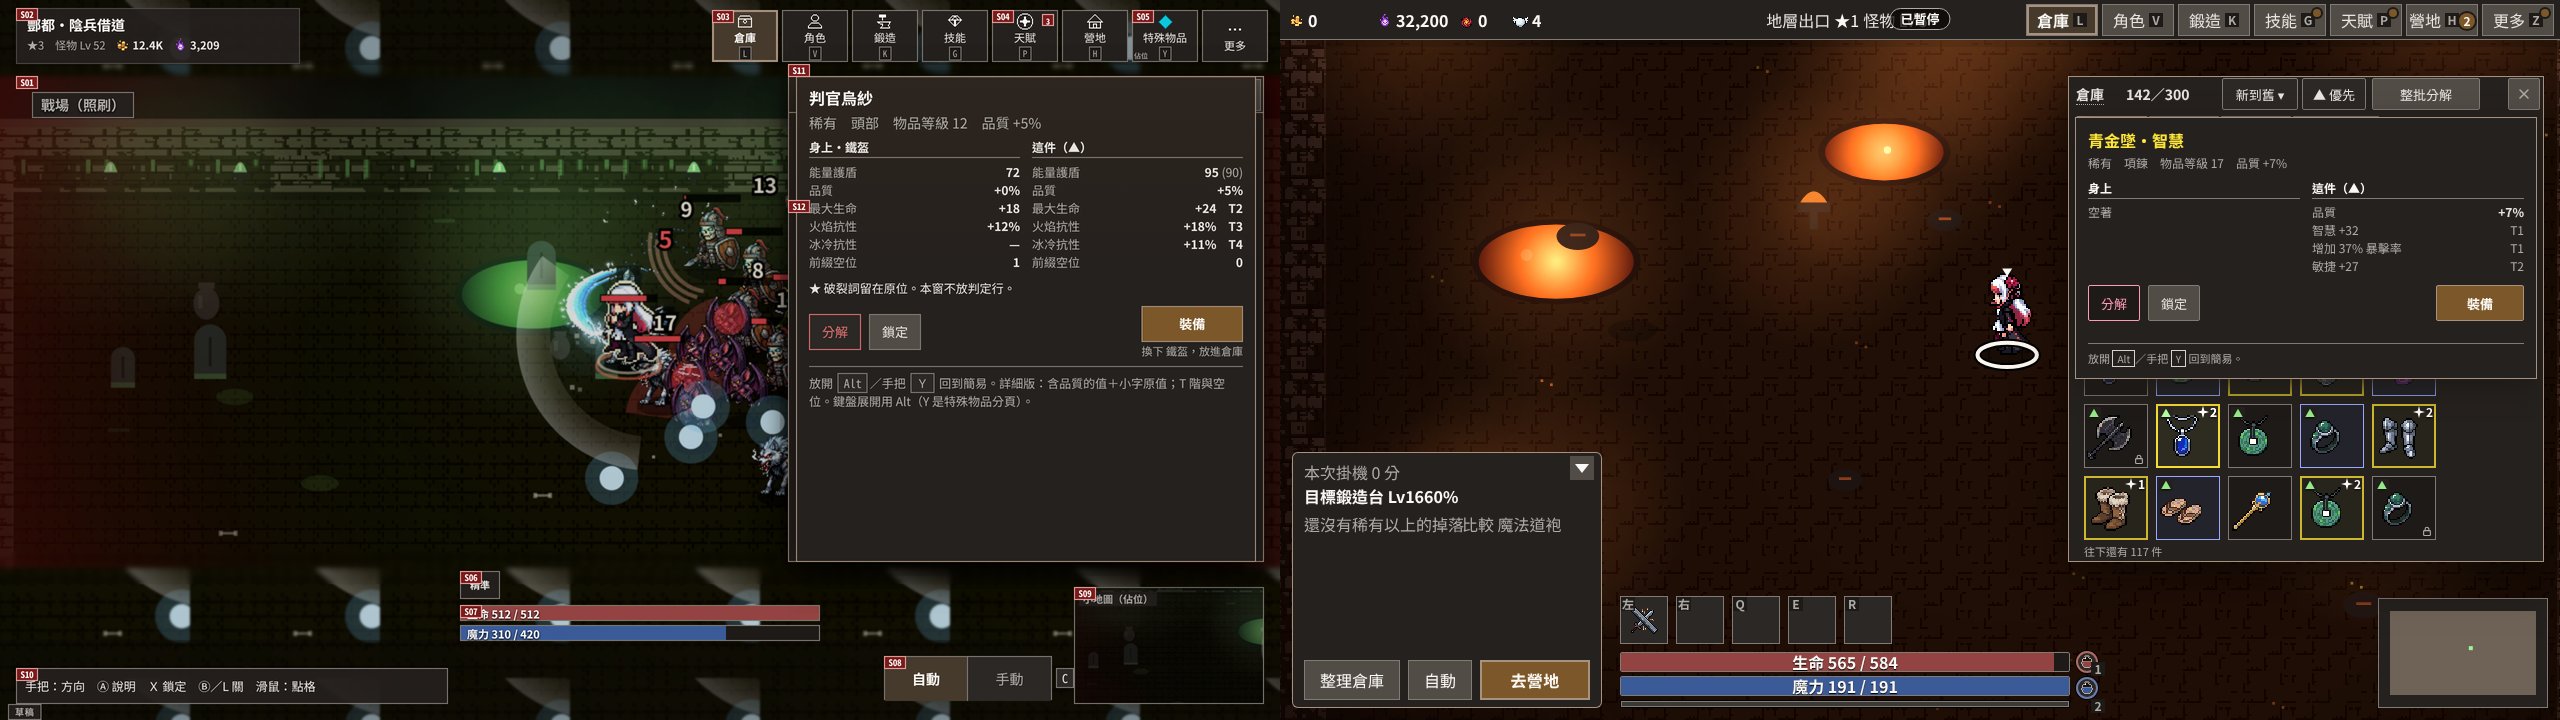 S02
酆都・陰兵借道
★3 怪物 Lv 52 12.4K 3,209
S01
戰場（照刷）
S03
倉庫
L
角色
V
鍛造
K
技能
G
S04
3
天賦
P
營地
H
S05
特殊物品
佔位
Y
…
更多
S11
判官烏紗
稀有 頭部 物品等級 12 品質 +5%
身上・鐵盔 這件（▲）
能量護盾 72 能量護盾 95 (90)
品質 +0% 品質 +5%
S12
最大生命 +18 最大生命 +24 T2
火焰抗性 +12% 火焰抗性 +18% T3
冰冷抗性 — 冰冷抗性 +11% T4
前綴空位 1 前綴空位 0
★ 破裂詞留在原位。本窗不放判定行。
分解 鎖定 裝備
換下 鐵盔，放進倉庫
放開 Alt ／手把 Y 回到簡易。詳細版：含品質的值＋小字原值；T 階與空
位。鍵盤展開用 Alt（Y 是特殊物品分頁）。
13
9
5
8
17
S06
精準
S07
生命 512 / 512
魔力 310 / 420
S08
自動 手動 C
S09
小地圖（佔位）
S10
手把：方向 Ⓐ 說明 X 鎖定 Ⓑ／L 關 滑鼠：點格
草稿
0 32,200 0 4
地層出口 ★1 怪物
已暫停
倉庫 L 角色 V 鍛造 K 技能 G 天賦 P 營地 H 2 更多 Z
倉庫 142／300 新到舊 ▾ ▲ 優先 整批分解 ✕
青金墜・智慧
稀有 項鍊 物品等級 17 品質 +7%
身上 這件（▲）
空著 品質 +7%
智慧 +32 T1
增加 37% 暴擊率 T1
敏捷 +27 T2
分解 鎖定 裝備
放開 Alt ／手把 Y 回到簡易。
+2 +2
+1 +2
往下還有 117 件
本次掛機 0 分
目標鍛造台 Lv1660%
還沒有稀有以上的掉落比較 魔法道袍
整理倉庫 自動 去營地
左 右 Q E R
生命 565 / 584
1
魔力 191 / 191
2